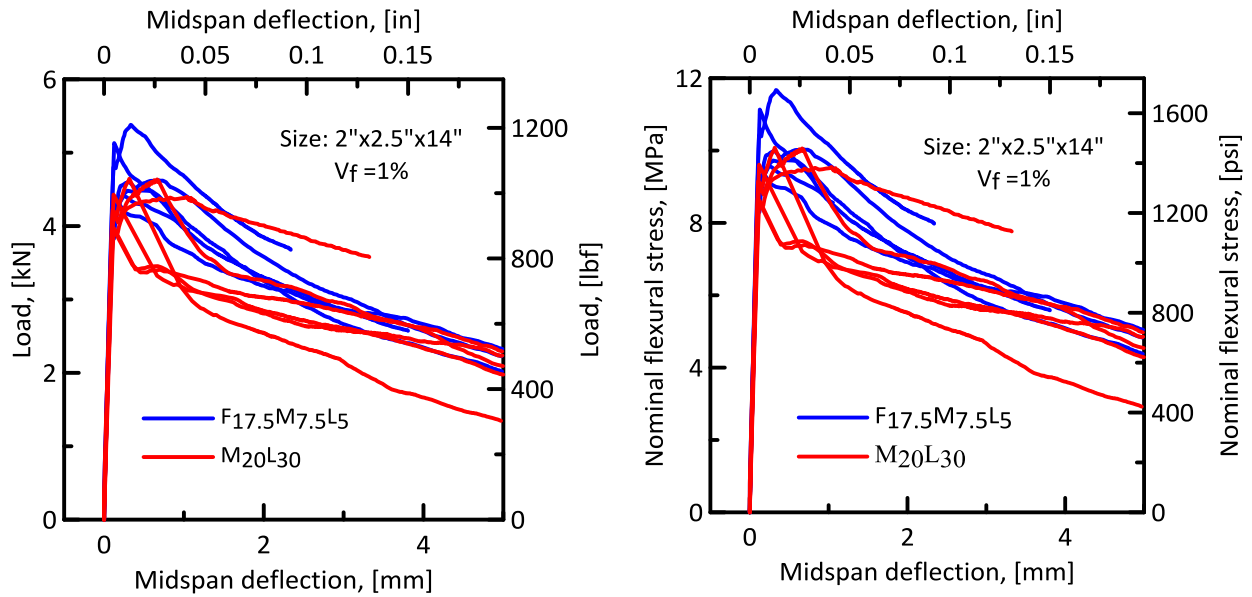 Midspan deflection, [in]
0 0.05 0.1 0.15
6
4
2
0
Load, [kN]
1200
800
400
0
Load, [lbf]
Size: 2"x2.5"x14"
Vf =1%
F17.5M7.5L5
M20L30
0 2 4
Midspan deflection, [mm]
Midspan deflection, [in]
0 0.05 0.1 0.15
12
8
4
0
Nominal flexural stress, [MPa]
1600
1200
800
400
0
Nominal flexural stress, [psi]
Size: 2"x2.5"x14"
Vf =1%
F17.5M7.5L5
M20L30
0 2 4
Midspan deflection, [mm]